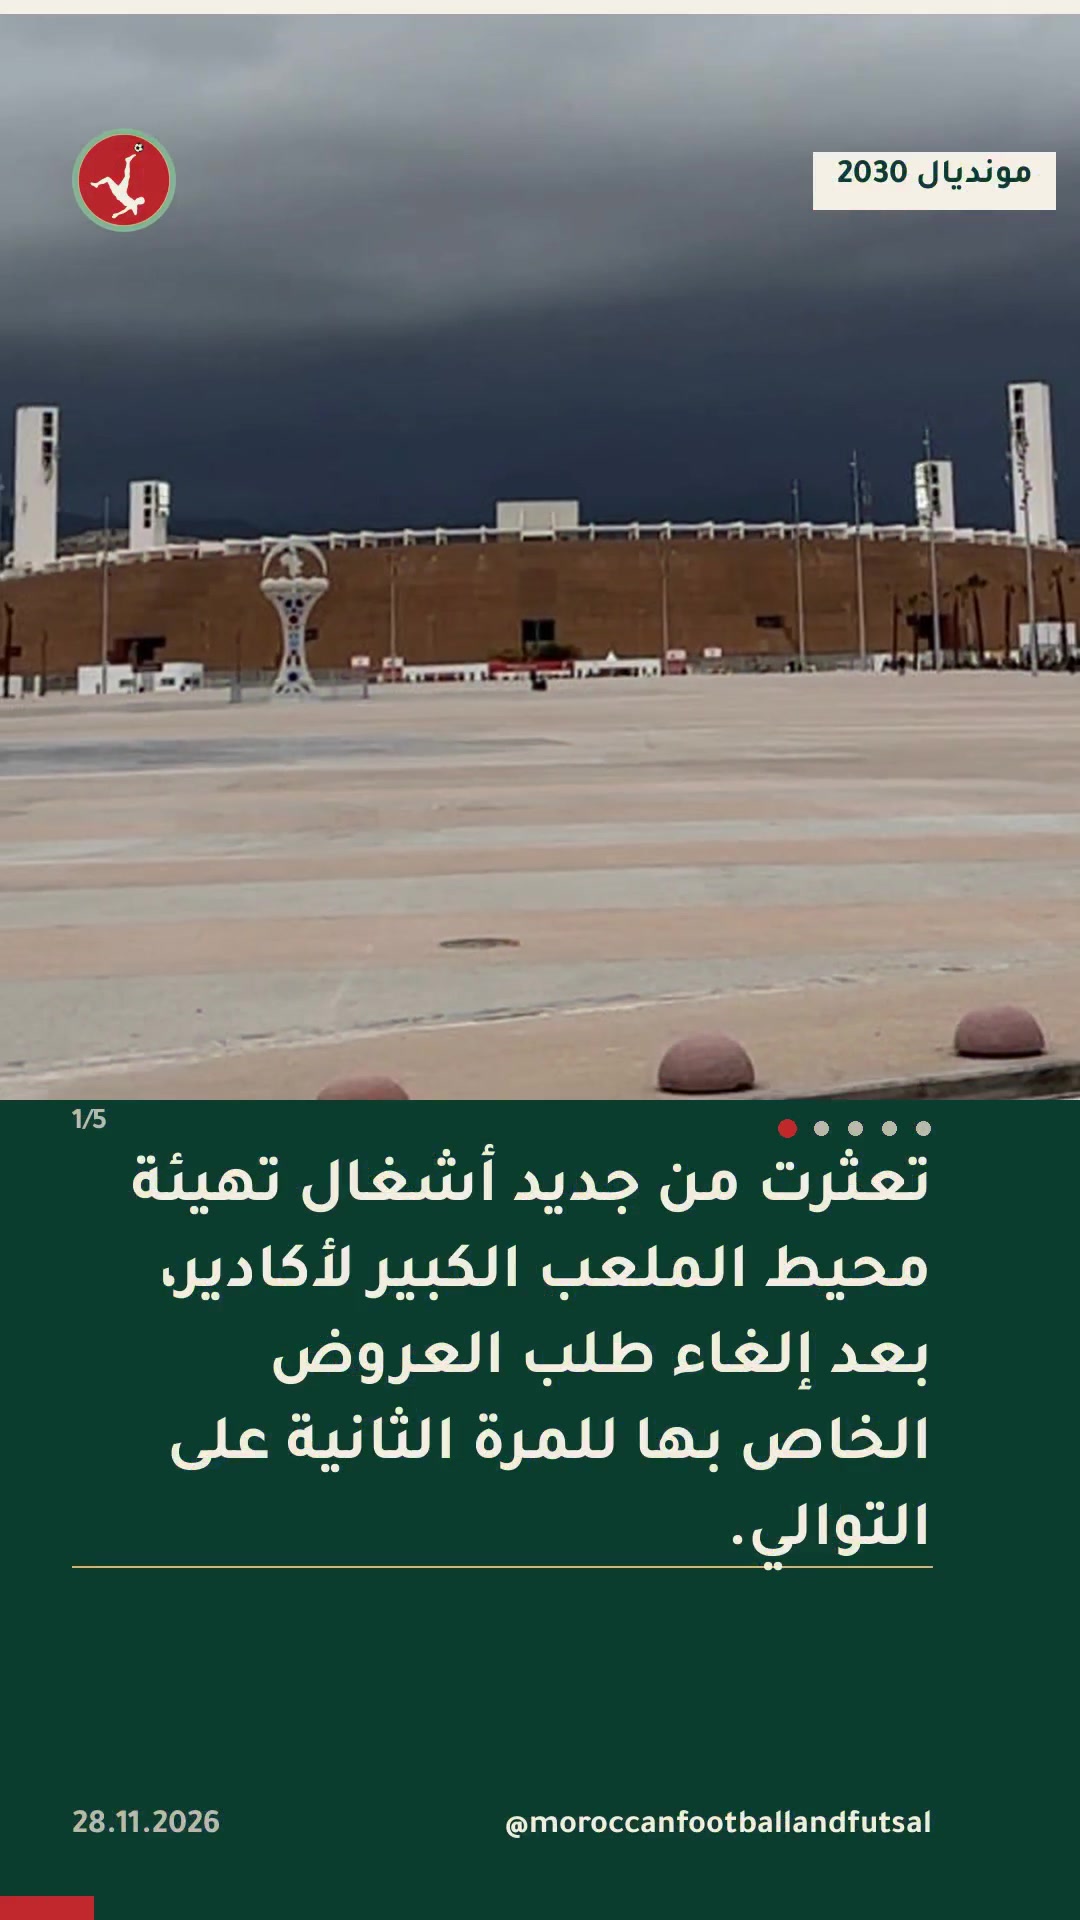 مونديال 2030
1/5
تعثرت من جديد أشغال تهيئة
محيط الملعب الكبير لأكادير،
بعد إلغاء طلب العروض
الخاص بها للمرة الثانية على
التوالي.
28.11.2026
@moroccanfootballandfutsal